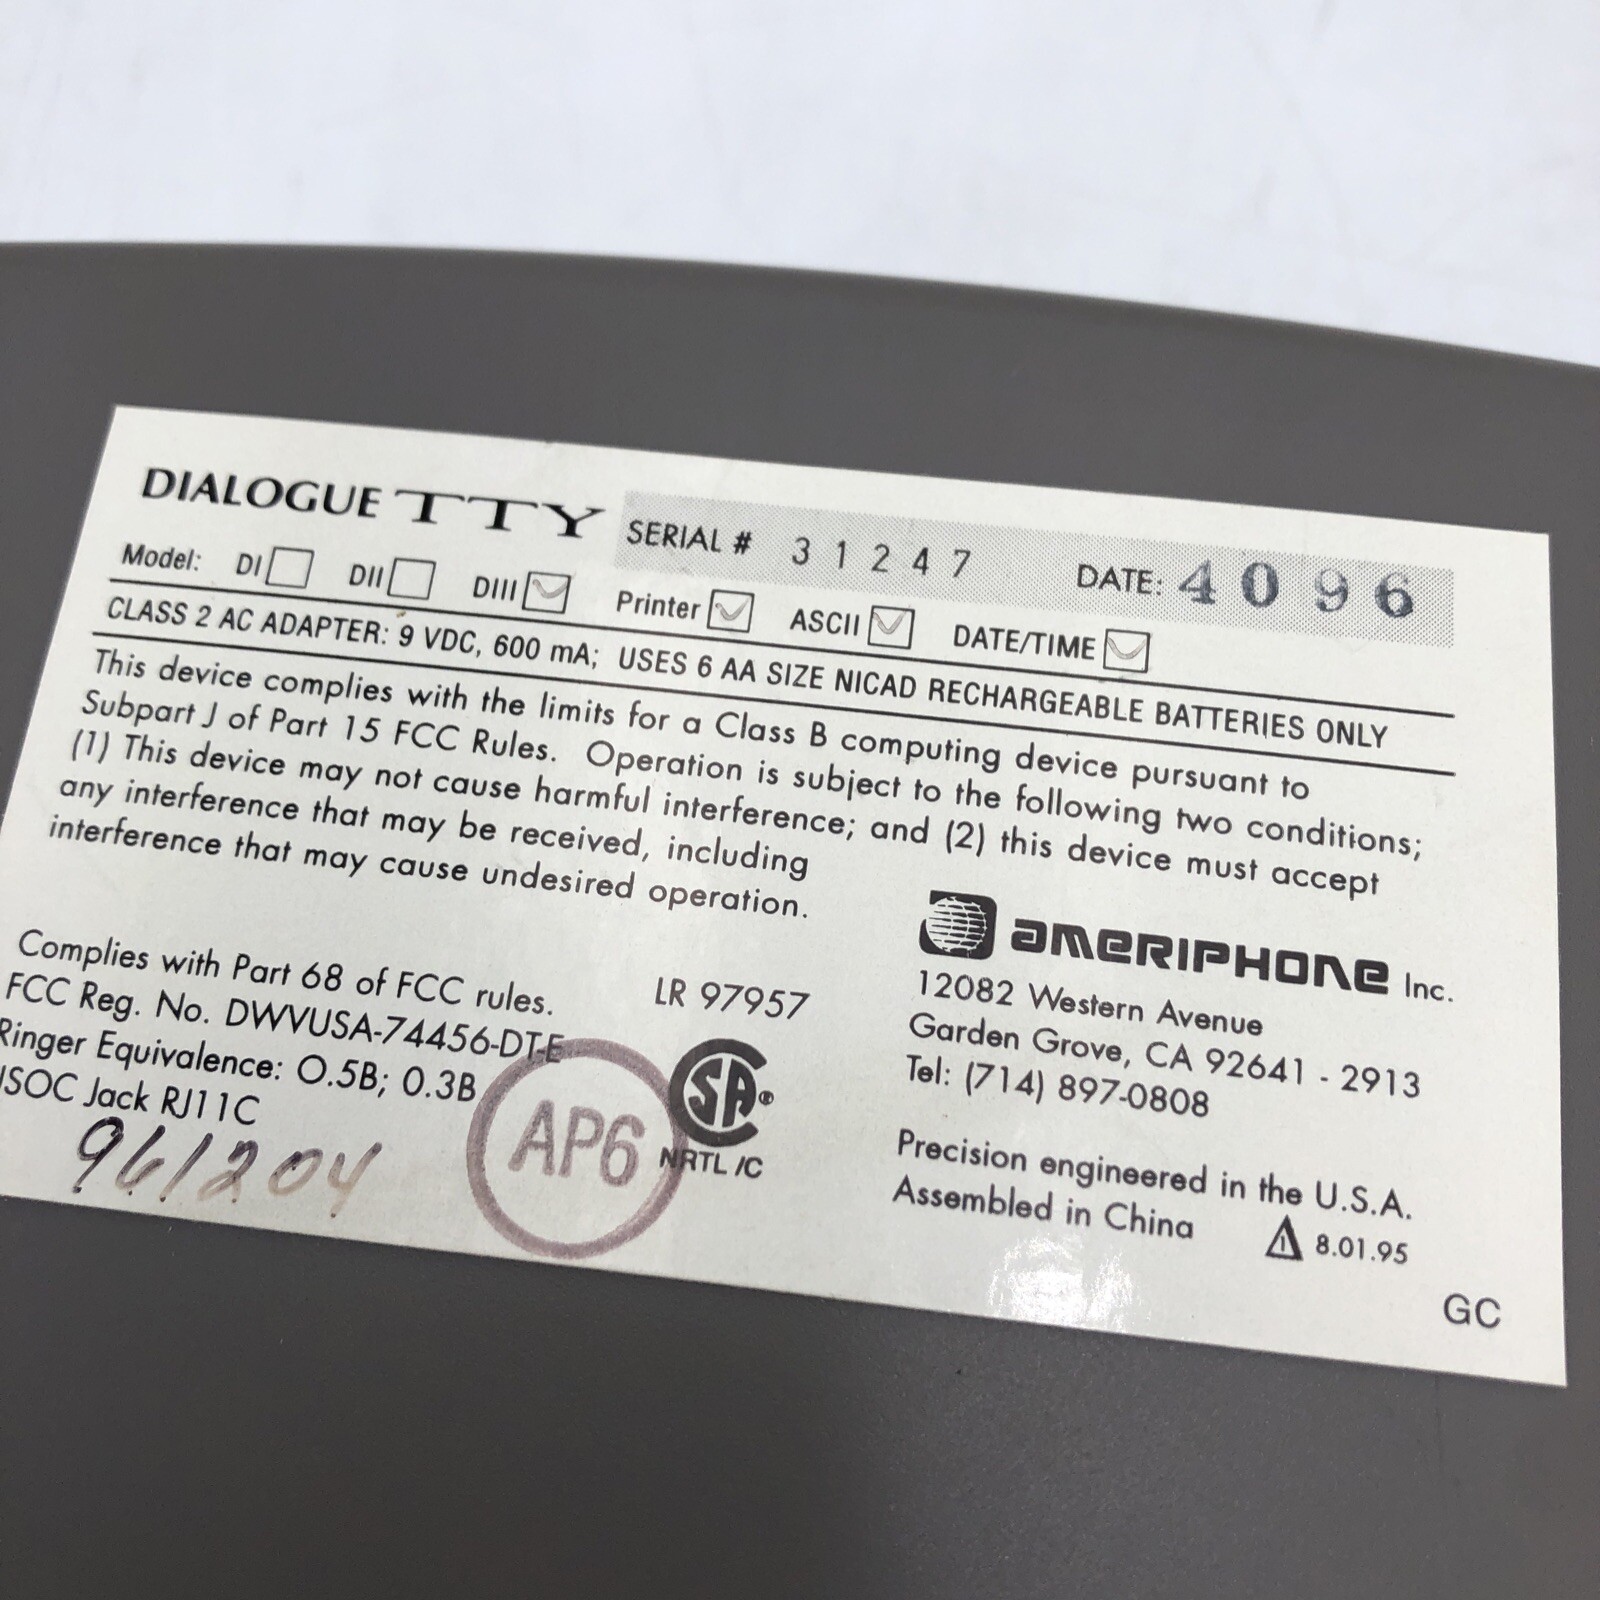 DIALOGUE TTY SERIAL # 31247 DATE: 4096
Model: DI DII DIII Printer ASCII DATE/TIME
CLASS 2 AC ADAPTER: 9 VDC, 600 mA; USES 6 AA SIZE NICAD RECHARGEABLE BATTERIES ONLY
This device complies with the limits for a Class B computing device pursuant to
Subpart J of Part 15 FCC Rules. Operation is subject to the following two conditions;
(1) This device may not cause harmful interference; and (2) this device must accept
any interference that may be received, including
interference that may cause undesired operation.
Complies with Part 68 of FCC rules.
FCC Reg. No. DWVUSA-74456-DT-E
Ringer Equivalence: 0.5B; 0.3B
USOC Jack RJ11C
961204
LR 97957
AP6
SA®
NRTL/C
AMERIPHONE Inc.
12082 Western Avenue
Garden Grove, CA 92641 - 2913
Tel: (714) 897-0808
Precision engineered in the U.S.A.
Assembled in China
1 8.01.95
GC